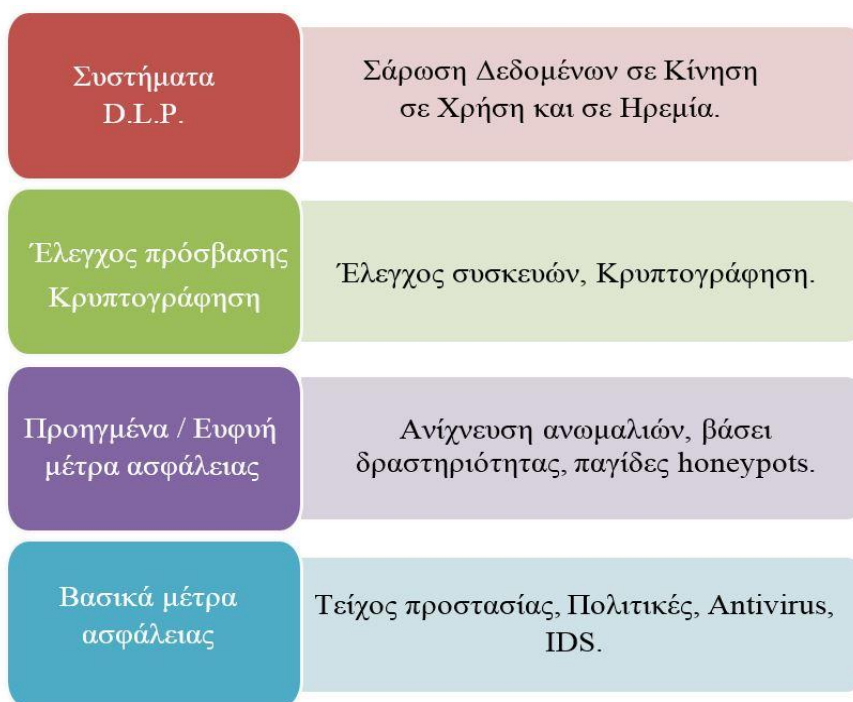 Συστήματα
D.L.P.
Σάρωση Δεδομένων σε Κίνηση
σε Χρήση και σε Ηρεμία.
Έλεγχος πρόσβασης
Κρυπτογράφηση
Έλεγχος συσκευών, Κρυπτογράφηση.
Προηγμένα / Ευφυή
μέτρα ασφάλειας
Ανίχνευση ανωμαλιών, βάσει
δραστηριότητας, παγίδες honeypots.
Βασικά μέτρα
ασφάλειας
Τείχος προστασίας, Πολιτικές, Antivirus,
IDS.